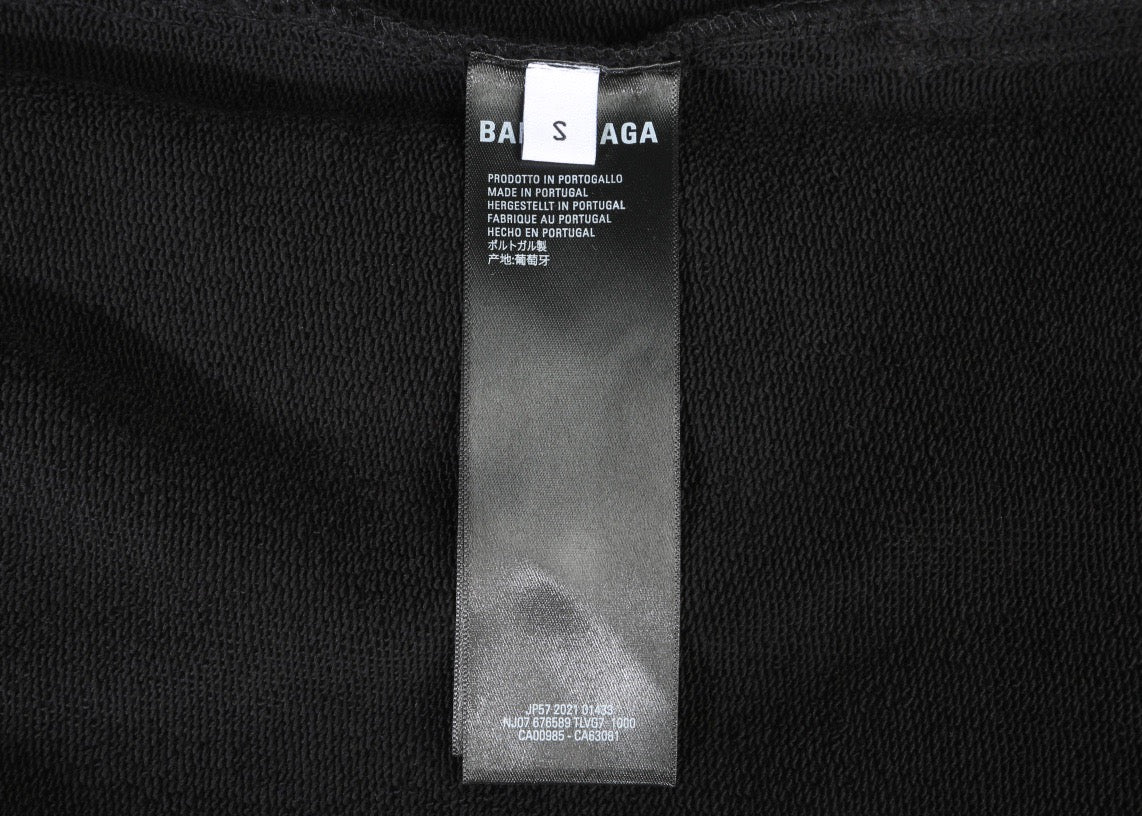 S
BA AGA
PRODOTTO IN PORTOGALLO
MADE IN PORTUGAL
HERGESTELLT IN PORTUGAL
FABRIQUE AU PORTUGAL
HECHO EN PORTUGAL
ポルトガル製
产地:葡萄牙
JP57 2021 01433
NJ07 676589 TLVG7 1000
CA00985 - CA63081